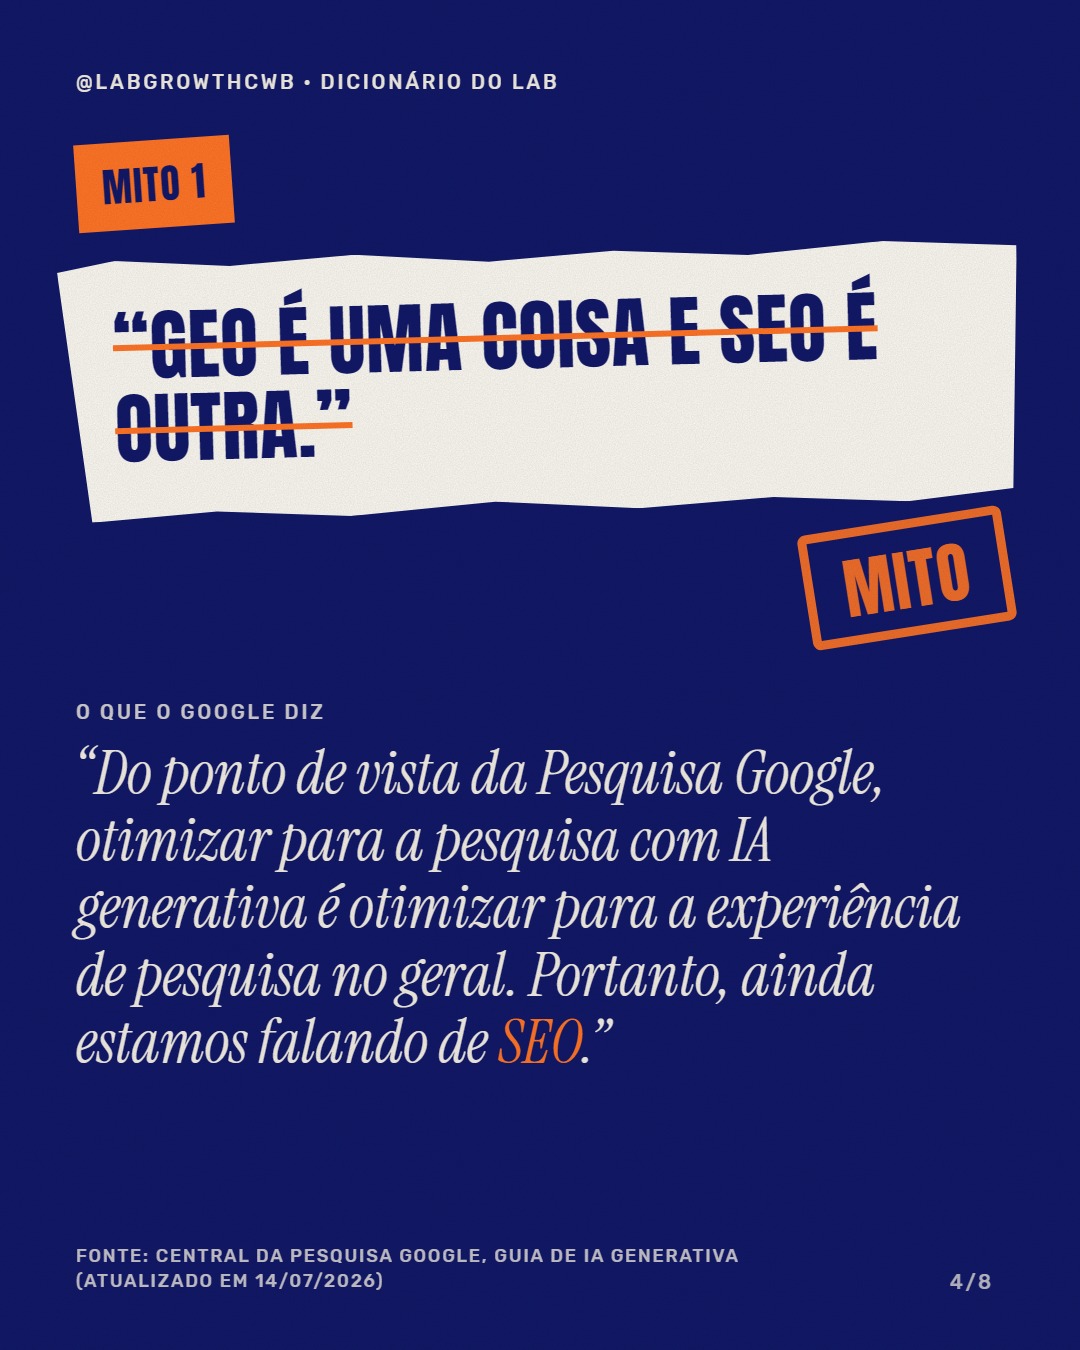 @LABGROWTHCWB • DICIONÁRIO DO LAB
MITO 1
“GEO É UMA COISA E SEO É
OUTRA.”
MITO
O QUE O GOOGLE DIZ
“Do ponto de vista da Pesquisa Google,
otimizar para a pesquisa com IA
generativa é otimizar para a experiência
de pesquisa no geral. Portanto, ainda
estamos falando de SEO.”
FONTE: CENTRAL DA PESQUISA GOOGLE, GUIA DE IA GENERATIVA
(ATUALIZADO EM 14/07/2026)
4/8